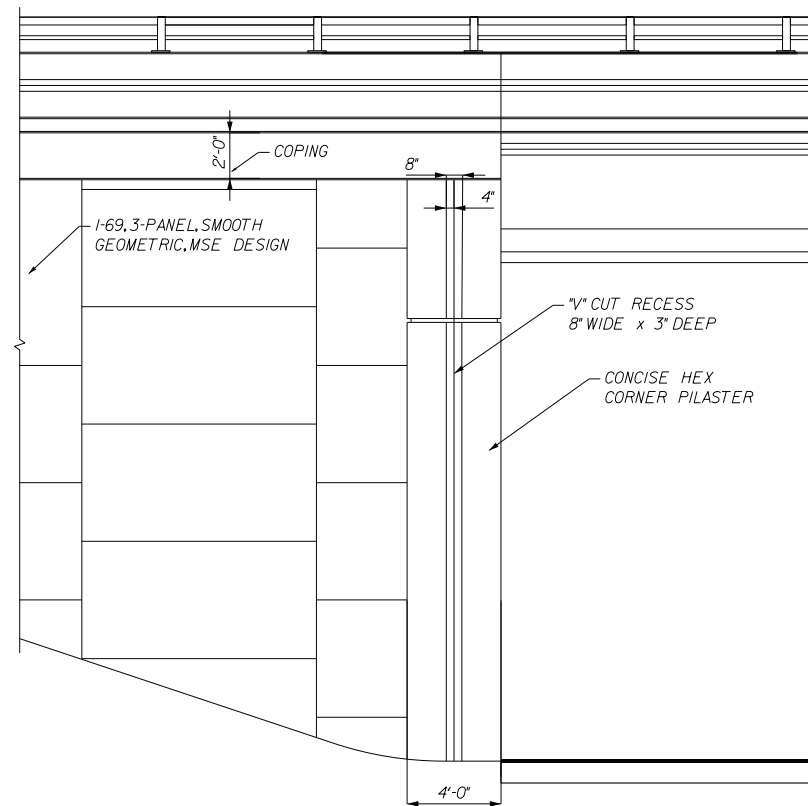 2'-0"
COPING
8"
4"
I-69, 3-PANEL, SMOOTH
GEOMETRIC, MSE DESIGN
"V" CUT RECESS
8" WIDE x 3" DEEP
CONCISE HEX
CORNER PILASTER
4'-0"